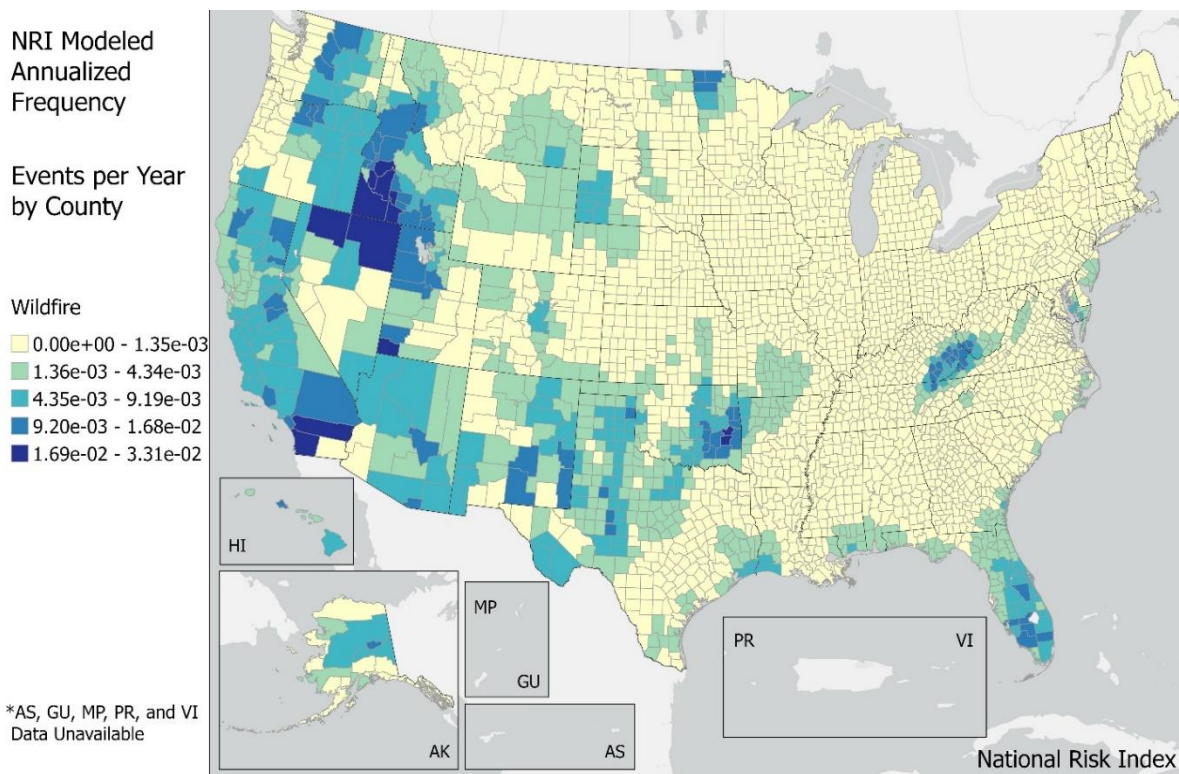 NRI Modeled
Annualized
Frequency
Events per Year
by County
Wildfire
0.00e+00 - 1.35e-03
1.36e-03 - 4.34e-03
4.35e-03 - 9.19e-03
9.20e-03 - 1.68e-02
1.69e-02 - 3.31e-02
HI
MP
GU
PR
VI
AK
AS
*AS, GU, MP, PR, and VI
Data Unavailable
National Risk Index